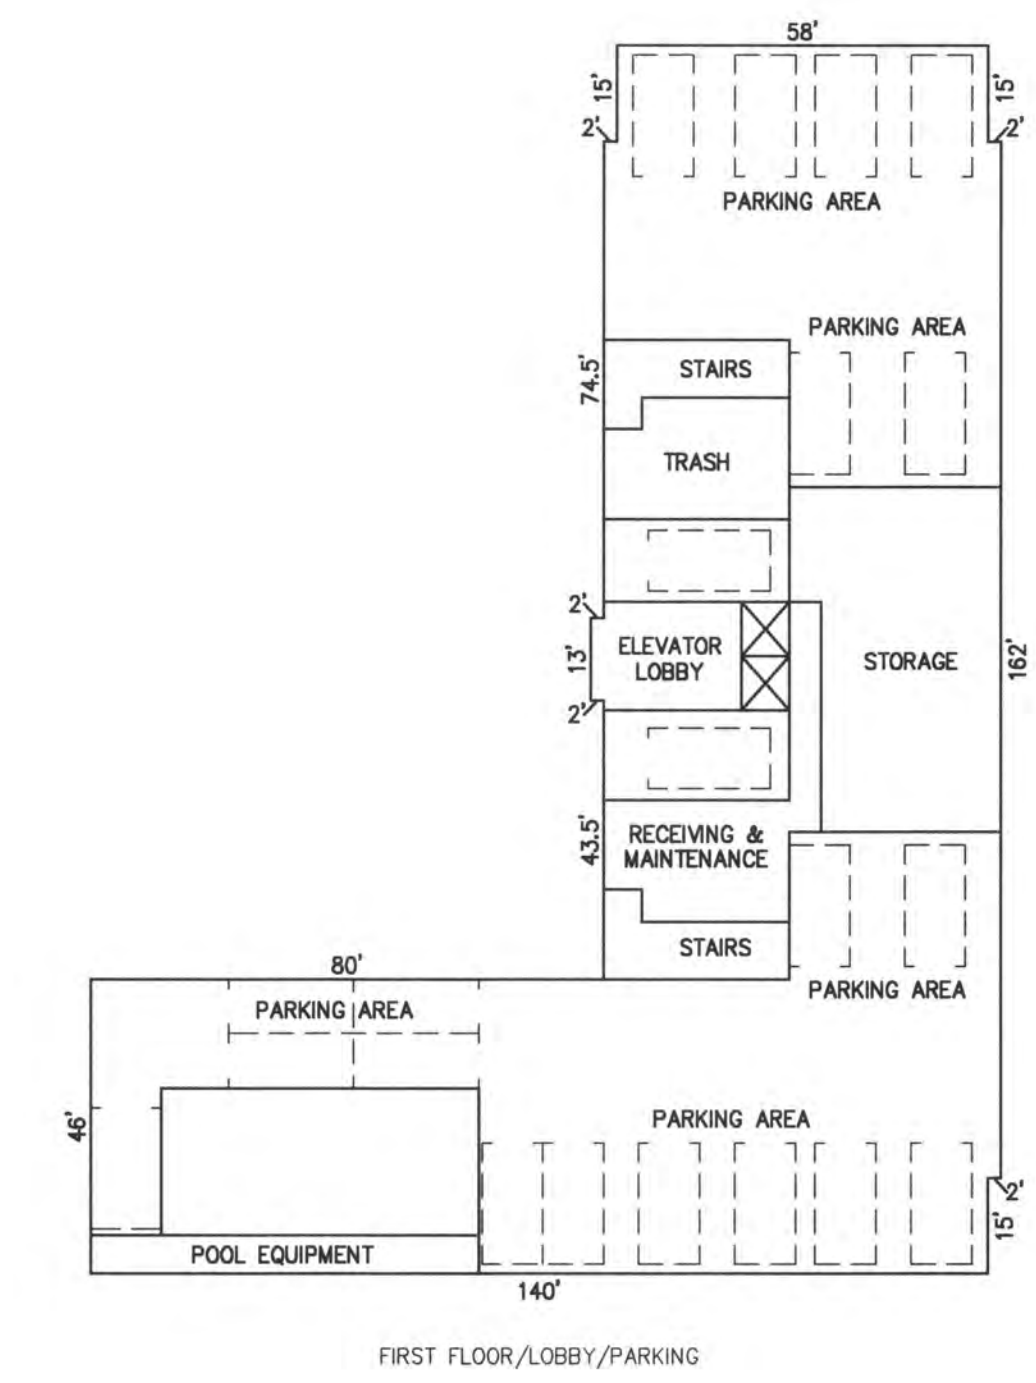 58'
15'
15'
2'
2'
PARKING AREA
PARKING AREA
74.5'
STAIRS
TRASH
2'
ELEVATOR
LOBBY
13'
STORAGE
162'
2'
43.5'
RECEIVING &
MAINTENANCE
STAIRS
80'
PARKING AREA
PARKING AREA
46'
PARKING AREA
2'
15'
POOL EQUIPMENT
140'
FIRST FLOOR/LOBBY/PARKING